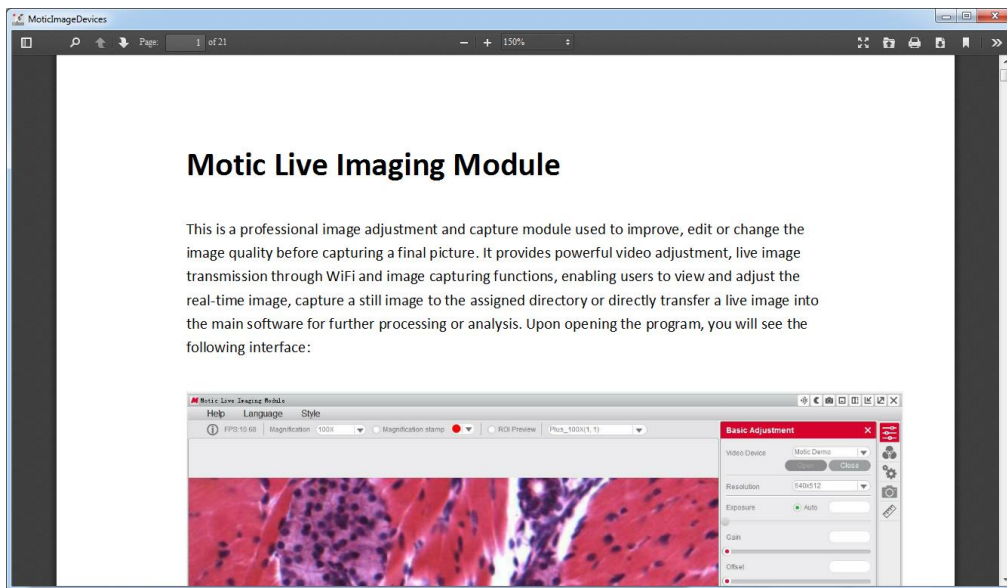 MoticImageDevices
Page: 1 of 21
150%
Motic Live Imaging Module
This is a professional image adjustment and capture module used to improve, edit or change the
image quality before capturing a final picture. It provides powerful video adjustment, live image
transmission through WiFi and image capturing functions, enabling users to view and adjust the
real-time image, capture a still image to the assigned directory or directly transfer a live image into
the main software for further processing or analysis. Upon opening the program, you will see the
following interface:
Motic Live Imaging Module
Help Language Style
FPS:10.68 Magnification 100X Magnification stamp ROI Preview Plus_100X(1, 1)
Basic Adjustment
Video Device Motic Demo
Open Close
Resolution 640x512
Exposure Auto
Gain
Offset